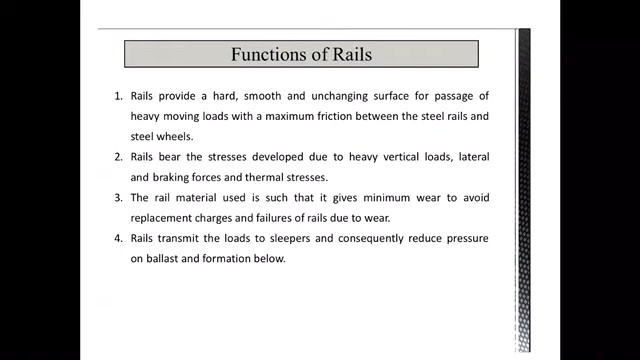 Functions of Rails
1. Rails provide a hard, smooth and unchanging surface for passage of
heavy moving loads with a maximum friction between the steel rails and
steel wheels.
2. Rails bear the stresses developed due to heavy vertical loads, lateral
and braking forces and thermal stresses.
3. The rail material used is such that it gives minimum wear to avoid
replacement charges and failures of rails due to wear.
4. Rails transmit the loads to sleepers and consequently reduce pressure
on ballast and formation below.